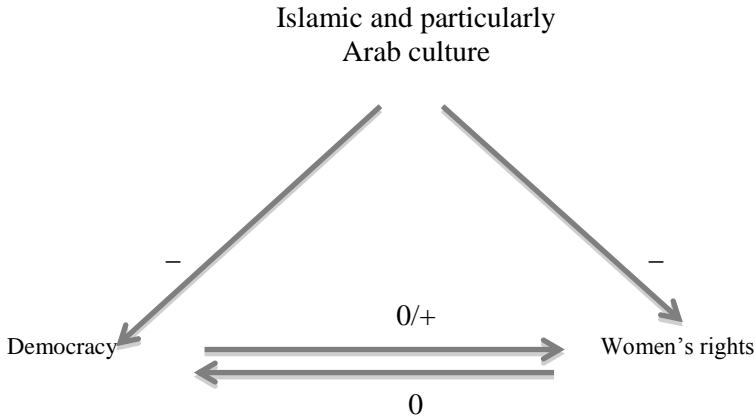 Islamic and particularly
Arab culture
– –
0/+
Democracy Women’s rights
0